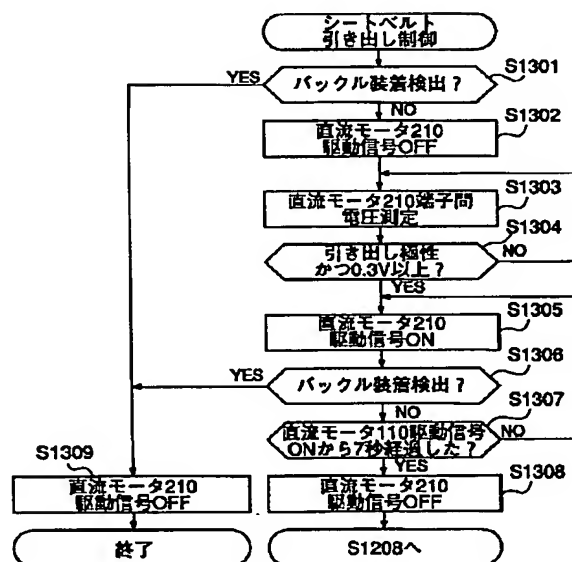 シートベルト
引き出し制御
S1301
YES
バックル装着検出？
NO
S1302
直流モータ210
駆動信号OFF
S1303
直流モータ210端子間
電圧測定
S1304
引き出し極性
かつ0.3V以上？
NO
YES
S1305
直流モータ210
駆動信号ON
S1306
YES
バックル装着検出？
NO
S1307
直流モータ110駆動信号
ONから7秒経過した？
NO
YES
S1309
S1308
直流モータ210
駆動信号OFF
直流モータ210
駆動信号OFF
終了
S1208へ